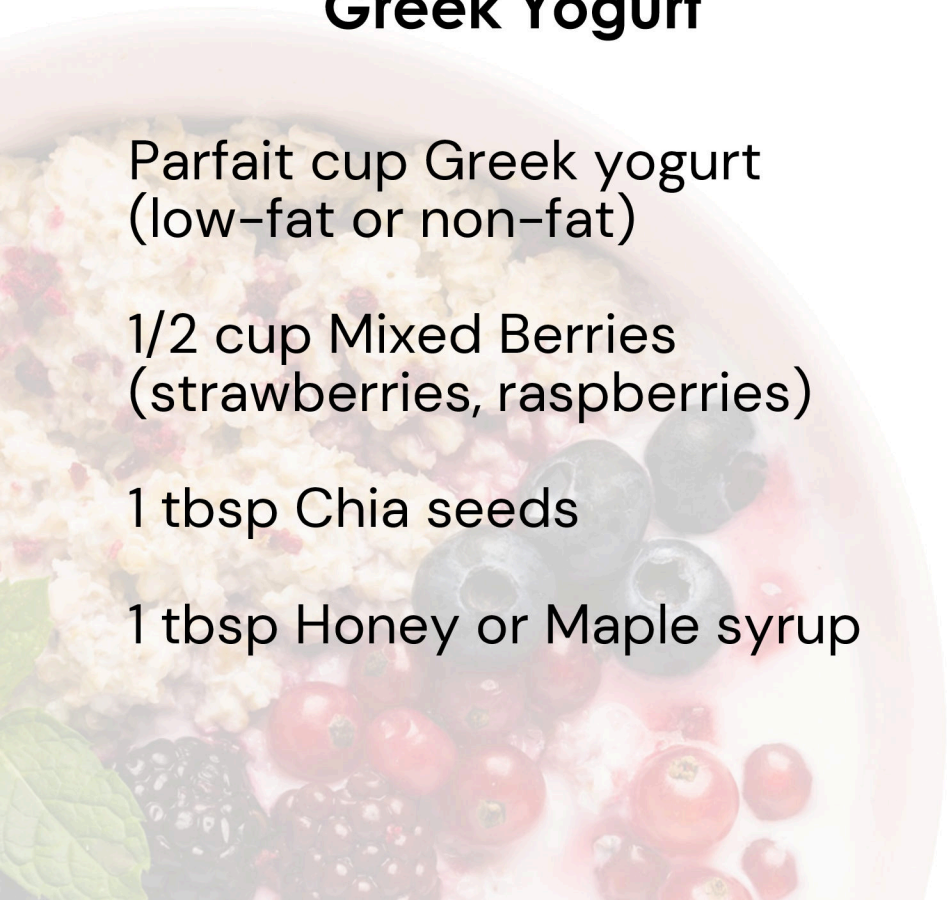 Greek Yogurt
Parfait cup Greek yogurt
(low-fat or non-fat)
1/2 cup Mixed Berries
(strawberries, raspberries)
1 tbsp Chia seeds
1 tbsp Honey or Maple syrup